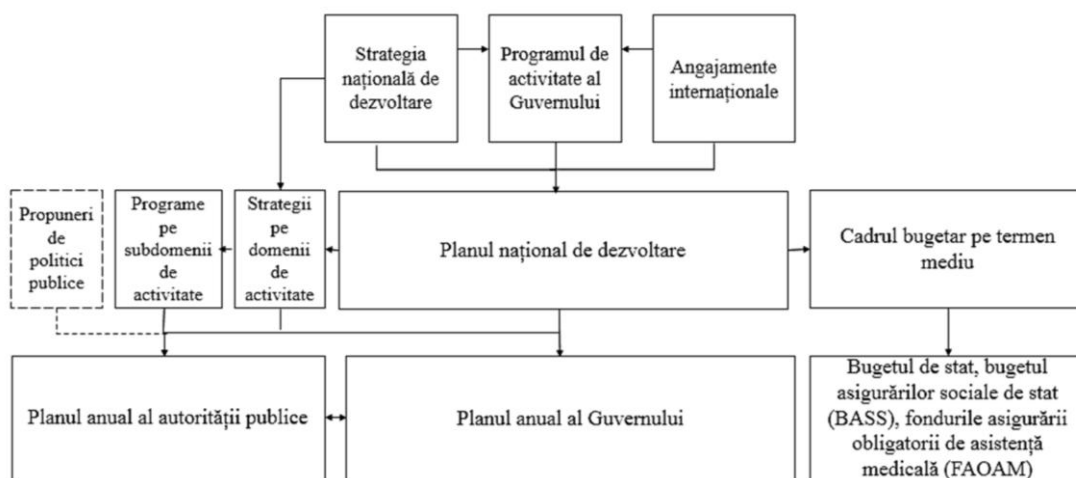 Strategia
națională de
dezvoltare
Programul de
activitate al
Guvernului
Angajamente
internaționale
Propuneri
de
politici
publice
Programe
pe
subdomenii
de
activitate
Strategii
pe
domenii
de
activitate
Planul național de dezvoltare
Cadrul bugetar pe termen
mediu
Planul anual al autorității publice
Planul anual al Guvernului
Bugetul de stat, bugetul
asigurărilor sociale de stat
(BASS), fondurile asigurării
obligatorii de asistență
medicală (FAOAM)